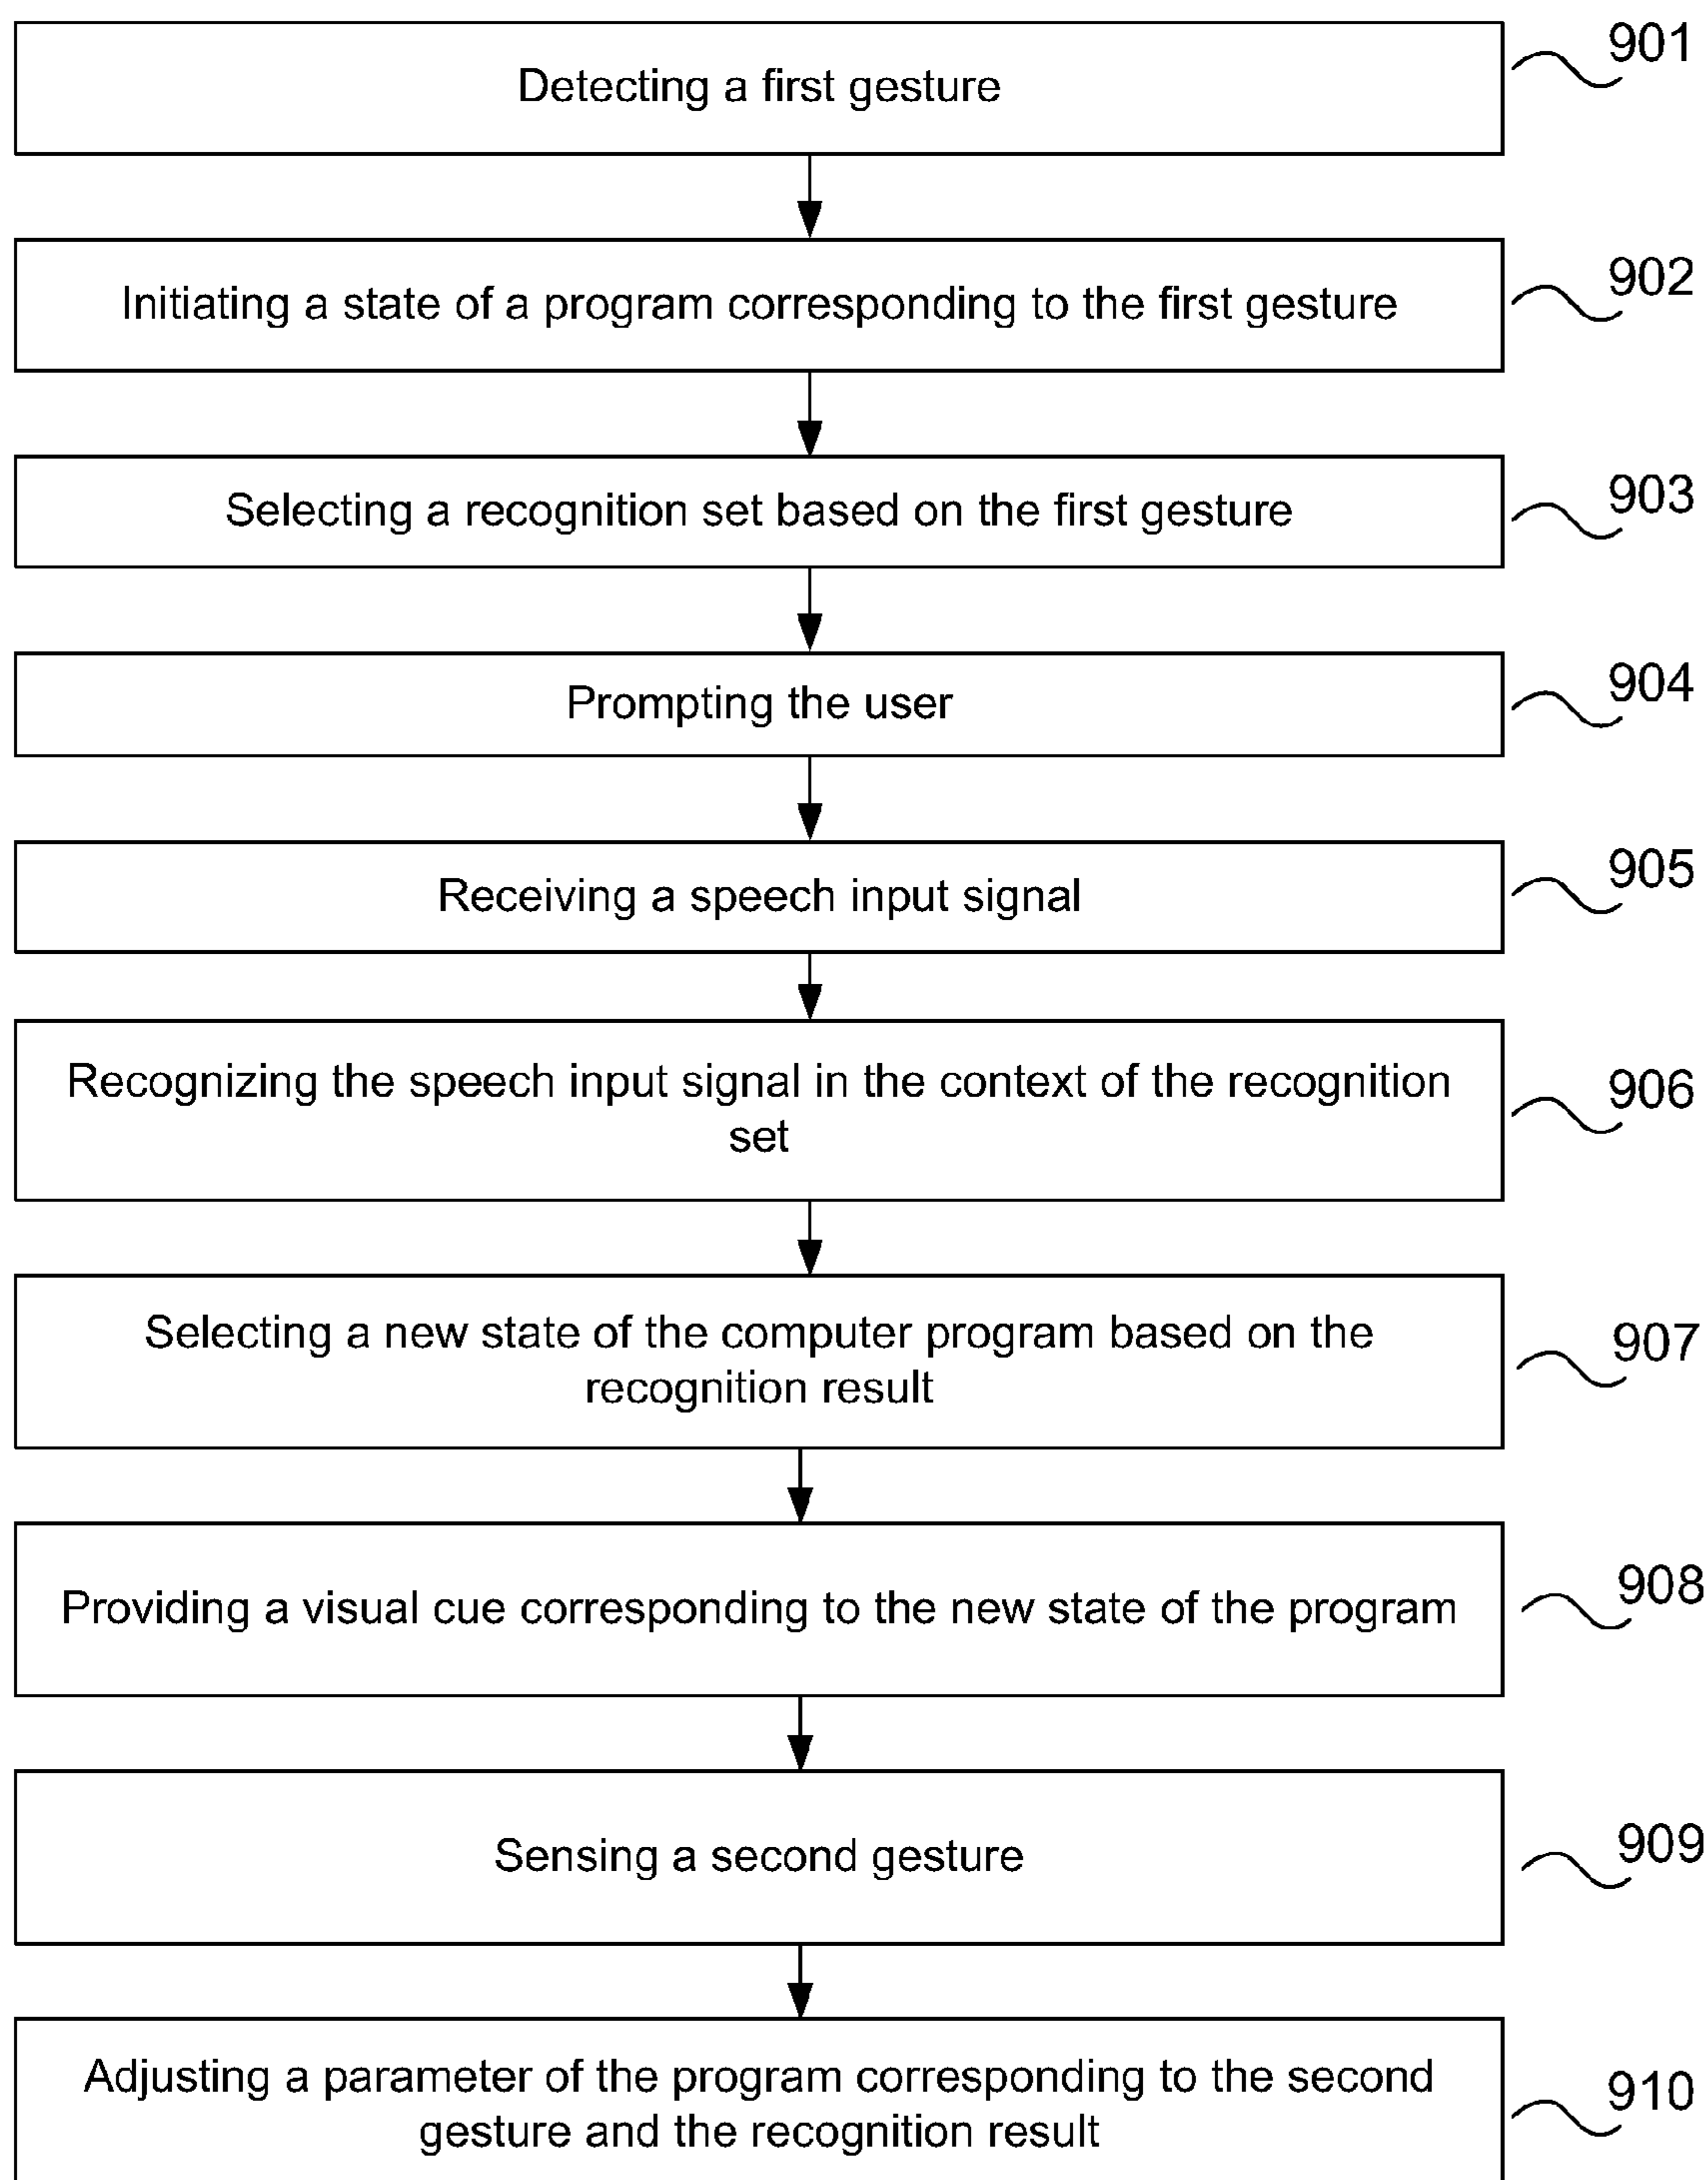 Detecting a first gesture
901
Initiating a state of a program corresponding to the first gesture
902
Selecting a recognition set based on the first gesture
903
Prompting the user
904
Receiving a speech input signal
905
Recognizing the speech input signal in the context of the recognition
set
906
Selecting a new state of the computer program based on the
recognition result
907
Providing a visual cue corresponding to the new state of the program
908
Sensing a second gesture
909
Adjusting a parameter of the program corresponding to the second
gesture and the recognition result
910